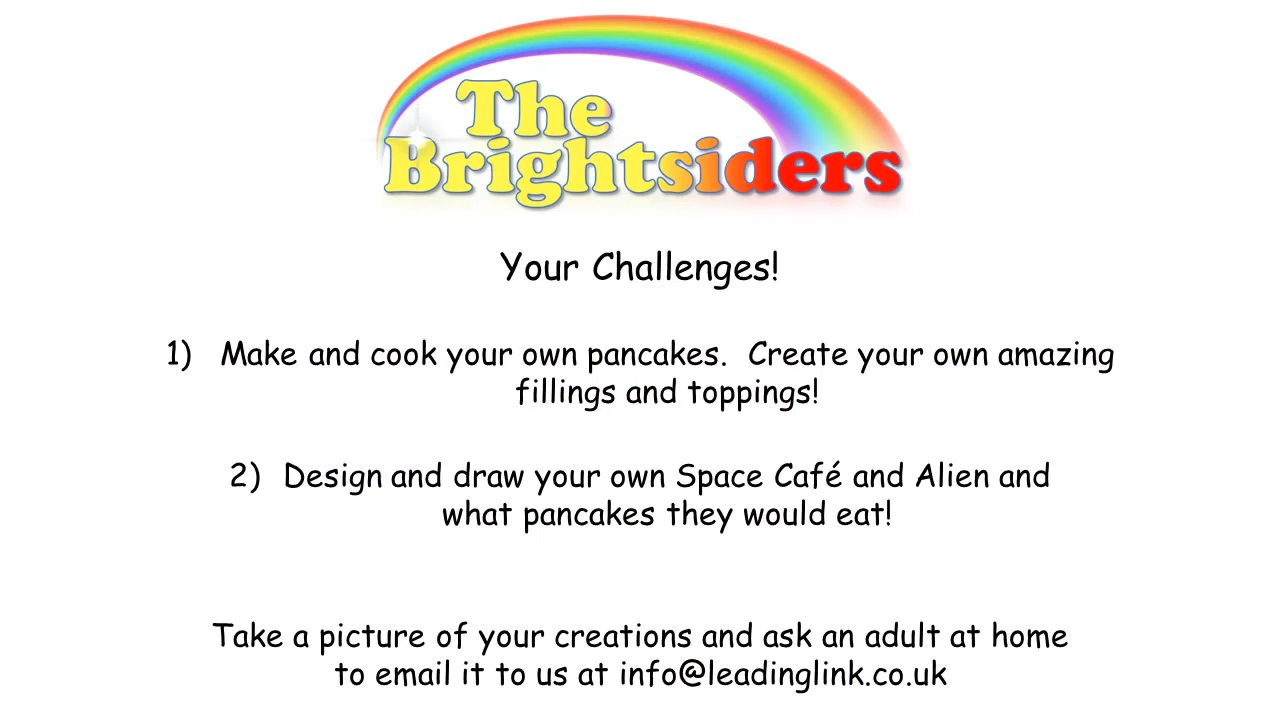 The
Brightsiders
Your Challenges!
1) Make and cook your own pancakes. Create your own amazing
fillings and toppings!
2) Design and draw your own Space Café and Alien and
what pancakes they would eat!
Take a picture of your creations and ask an adult at home
to email it to us at info@leadinglink.co.uk